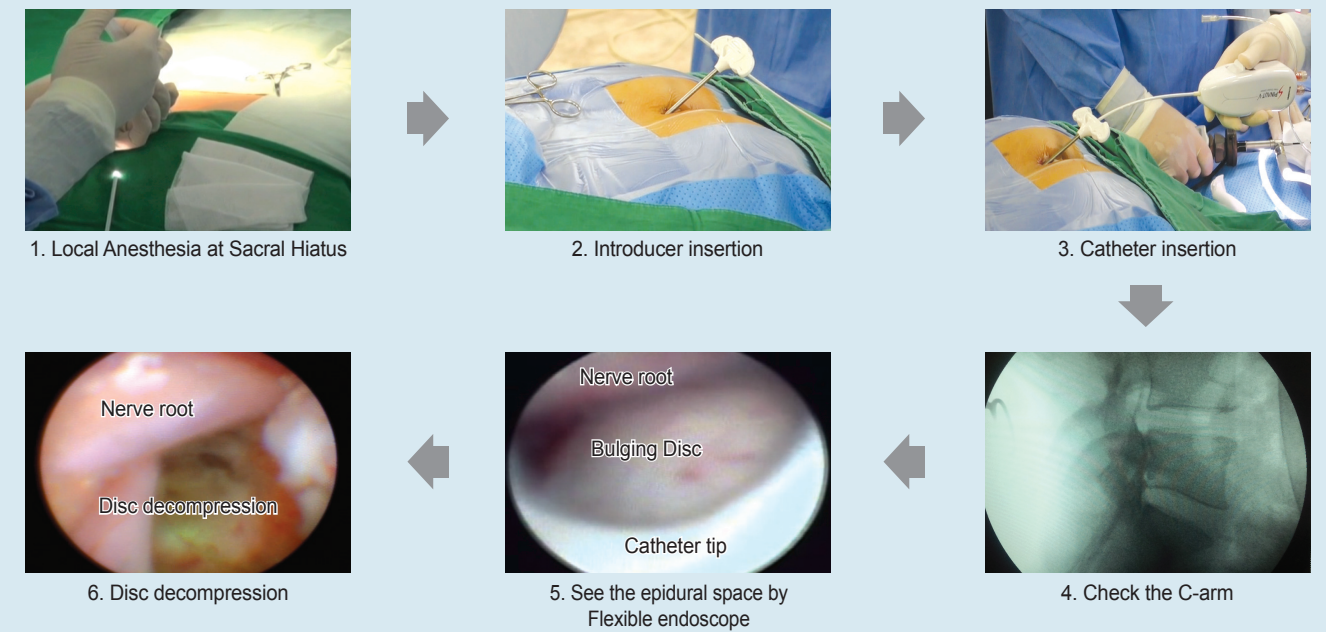 1. Local Anesthesia at Sacral Hiatus
2. Introducer insertion
3. Catheter insertion
Nerve root
Disc decompression
6. Disc decompression
Nerve root
Bulging Disc
Catheter tip
5. See the epidural space by
Flexible endoscope
4. Check the C-arm